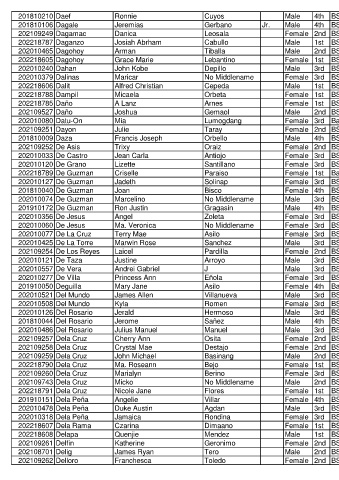 201810210 Daef Ronnie Cuyos Male 4th BS
201810106 Dagale Jeremias Gerbano Jr. Male 4th BS
202109249 Dagamac Danica Leosala Female 2nd BS
202218787 Daganzo Josiah Abrham Cabullo Male 1st BS
202010465 Dagohoy Arman Tiballa Male 2nd BS
202218605 Dagohoy Grace Marie Lebantino Female 1st BS
202010240 Dahan John Kobe Depillo Male 3rd BS
202010379 Dalinas Maricar No Middlename Female 3rd BS
202218606 Dalit Alfred Christian Cepeda Male 1st BS
202218788 Dampil Micaela Orbeta Female 1st BS
202218785 Daño A Lanz Arnes Female 1st BS
202109527 Daño Joshua Gemaol Male 2nd BS
202010080 Datu-On Mia Lumogdang Female 3rd Ba
202109251 Dayon Julie Taray Female 2nd BS
201810009 Daza Francis Joseph Orbello Male 4th BS
202109252 De Asis Trixy Oraiz Female 2nd BS
202010033 De Castro Jean Carla Antiojo Female 3rd BS
202010120 De Grano Lizette Santillano Female 3rd BS
202218789 De Guzman Criselle Paraiso Female 1st Ba
202010127 De Guzman Jadeth Solinap Female 3rd BS
201810040 De Guzman Joan Bisco Female 4th BS
202010074 De Guzman Marcelino No Middlename Male 3rd BS
201910172 De Guzman Ron Justin Gragasin Male 4th BS
202010356 De Jesus Angel Zoleta Female 3rd BS
202010060 De Jesus Ma. Veronica No Middlename Female 3rd BS
202010077 De La Cruz Terry Mae Asilo Female 3rd BS
202010425 De La Torre Marwin Rose Sanchez Male 3rd BS
202109254 De Los Reyes Laicel Pardilla Female 2nd BS
202010121 De Taza Justine Arroyo Male 3rd BS
202010557 De Vera Andrei Gabriel J Male 3rd BS
202010277 De Villa Princess Ann Eñola Female 3rd BS
201910050 Deguilla Mary Jane Asilo Female 4th Ba
202010521 Del Mundo James Allen Villanueva Male 3rd BS
202010508 Del Mundo Kyla Romen Female 3rd BS
202010126 Del Rosario Jerald Hermoso Male 3rd BS
201810044 Del Rosario Jerome Sañez Male 4th BS
202010486 Del Rosario Julius Manuel Manuel Male 3rd BS
202109257 Dela Cruz Cherry Ann Osita Female 2nd BS
202109258 Dela Cruz Crystal Mae Destajo Female 2nd BS
202109259 Dela Cruz John Michael Basinang Male 2nd BS
202218790 Dela Cruz Ma. Roseann Bejo Female 1st BS
202109260 Dela Cruz Marialyn Berino Female 3rd BS
202109743 Dela Cruz Micko No Middlename Male 2nd BS
202218791 Dela Cruz Nicole Jane Flores Female 1st BS
201910151 Dela Peña Angelie Villar Female 4th BS
202010478 Dela Peña Duke Austin Agdan Male 3rd BS
202010318 Dela Peña Jamaica Rondina Female 3rd BS
202218607 Dela Rama Czarina Dimaano Female 1st BS
202218608 Delapa Quenjie Mendez Male 1st BS
202109261 Delfin Katherine Geronimo Female 2nd BS
202108701 Delig James Ryan Tero Male 2nd BS
202109262 Delloro Franchesca Toledo Female 2nd BS